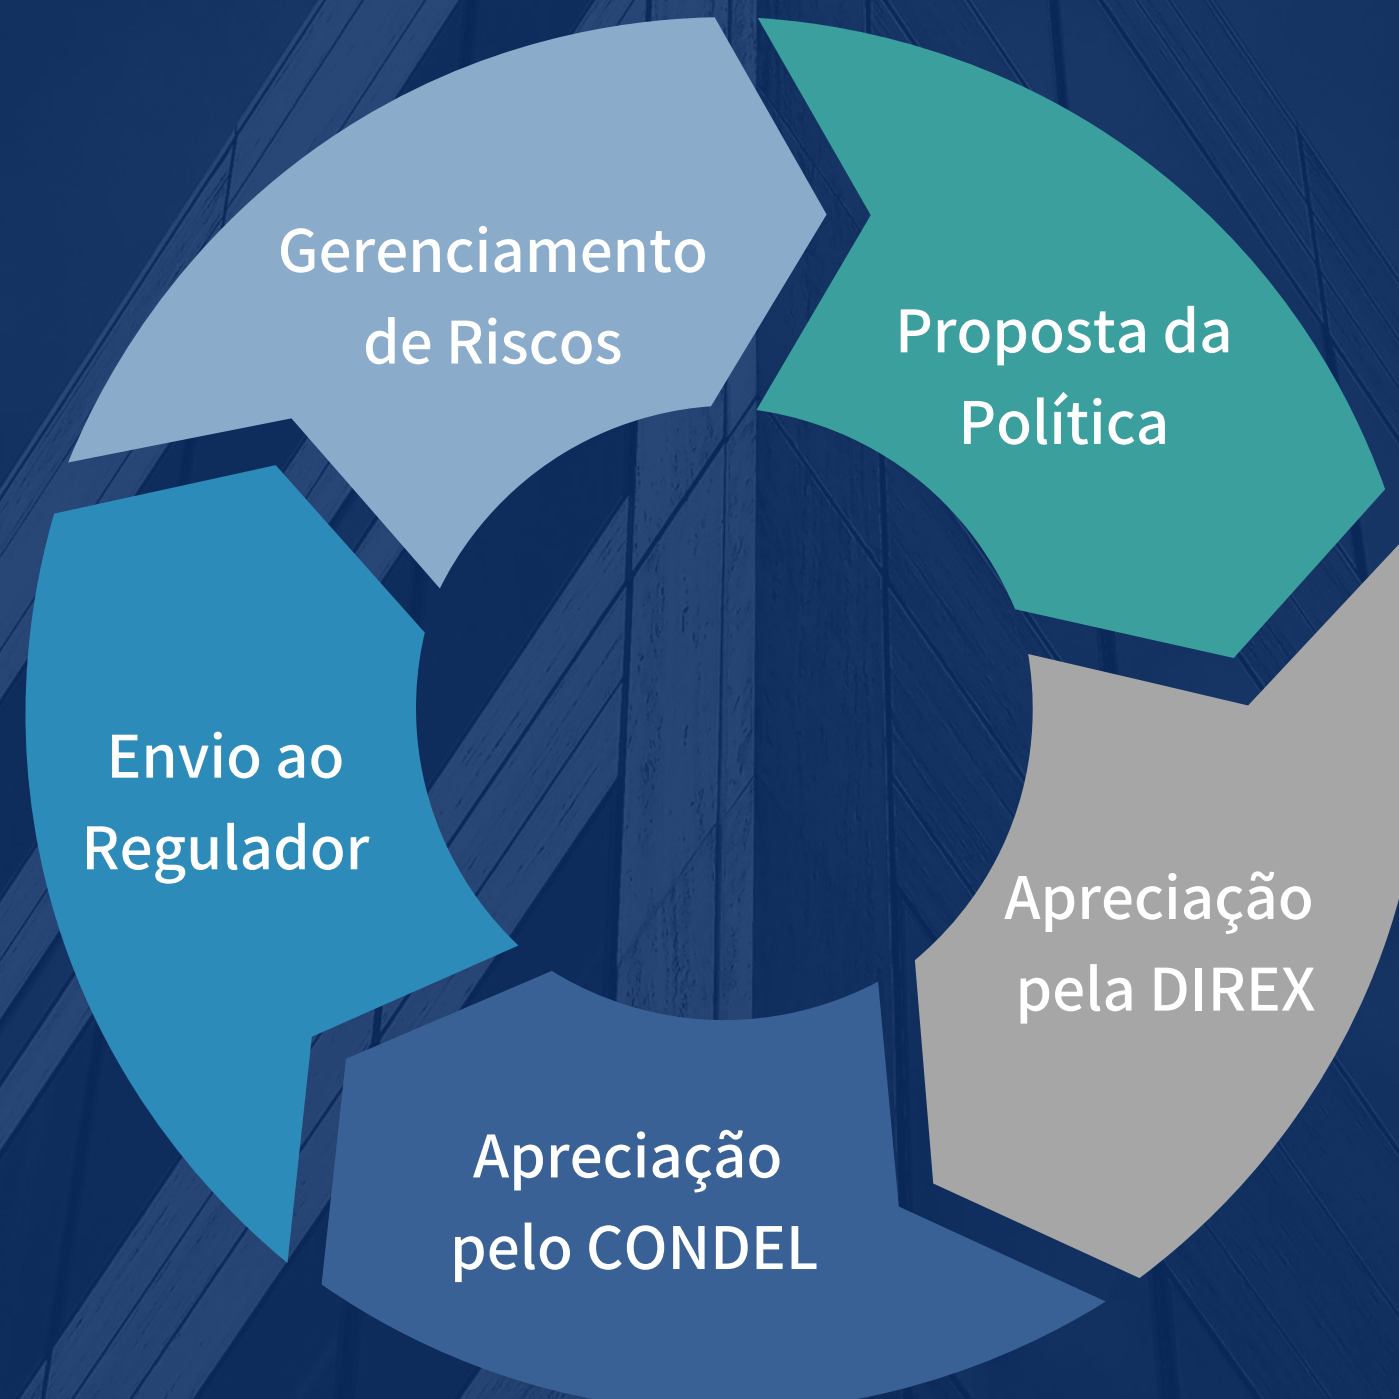 Gerenciamento
de Riscos
Proposta da
Política
Apreciação
pela DIREX
Apreciação
pelo CONDEL
Envio ao
Regulador